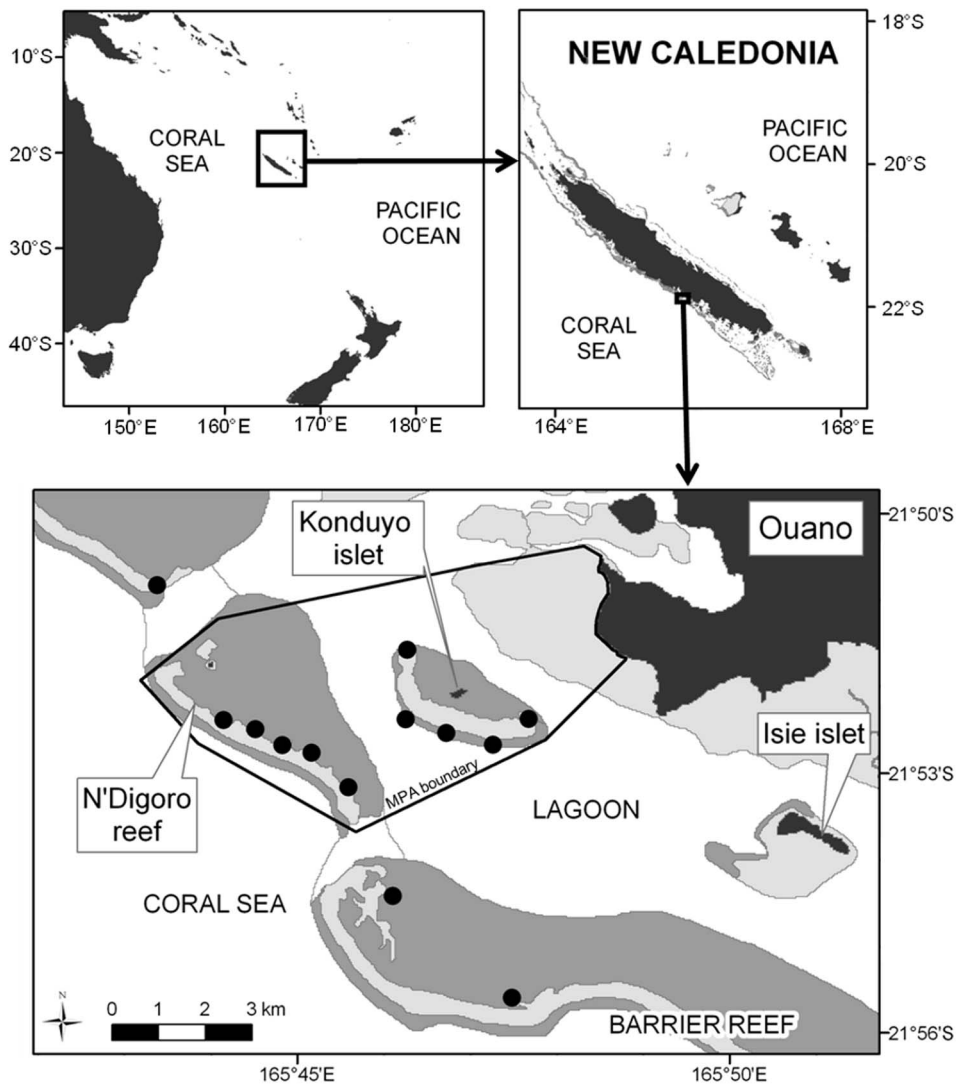 10°S
20°S
30°S
40°S
CORAL
SEA
PACIFIC
OCEAN
150°E
160°E
170°E
180°E
NEW CALEDONIA
18°S
20°S
22°S
PACIFIC
OCEAN
CORAL
SEA
164°E
168°E
Konduyo
islet
Ouano
21°50'S
Isie islet
21°53'S
MPA boundary
N'Digoro
reef
LAGOON
CORAL SEA
N
0 1 2 3 km
BARRIER REEF
21°56'S
165°45'E
165°50'E